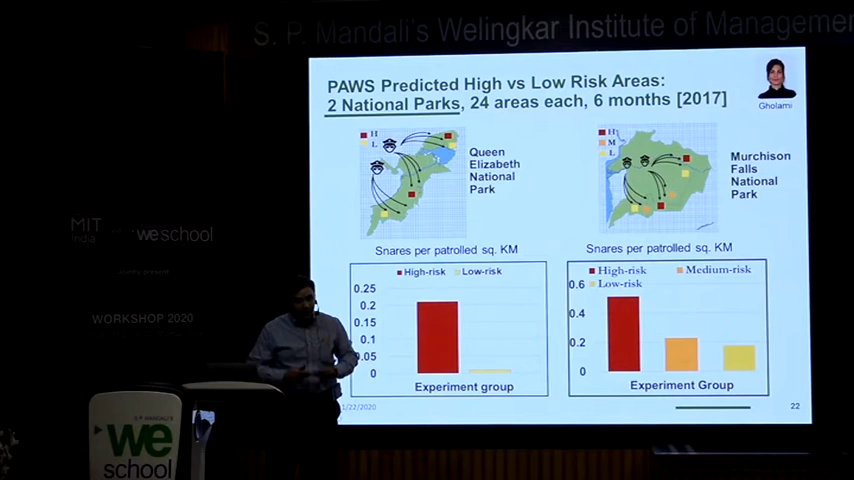 S. P. Mandali's Welingkar Institute of Management
PAWS Predicted High vs Low Risk Areas:
2 National Parks, 24 areas each, 6 months [2017]
Gholami
H
L
Queen
Elizabeth
National
Park
H
M
L
Murchison
Falls
National
Park
Snares per patrolled sq. KM
High-risk
Low-risk
0.25
0.2
0.15
0.1
0.05
0
Experiment group
Snares per patrolled sq. KM
High-risk
Medium-risk
Low-risk
0.6
0.4
0.2
0
Experiment Group
1/22/2020
22
MIT
India
we school
WORKSHOP 2020
S.P. MANDALI'S
we
school